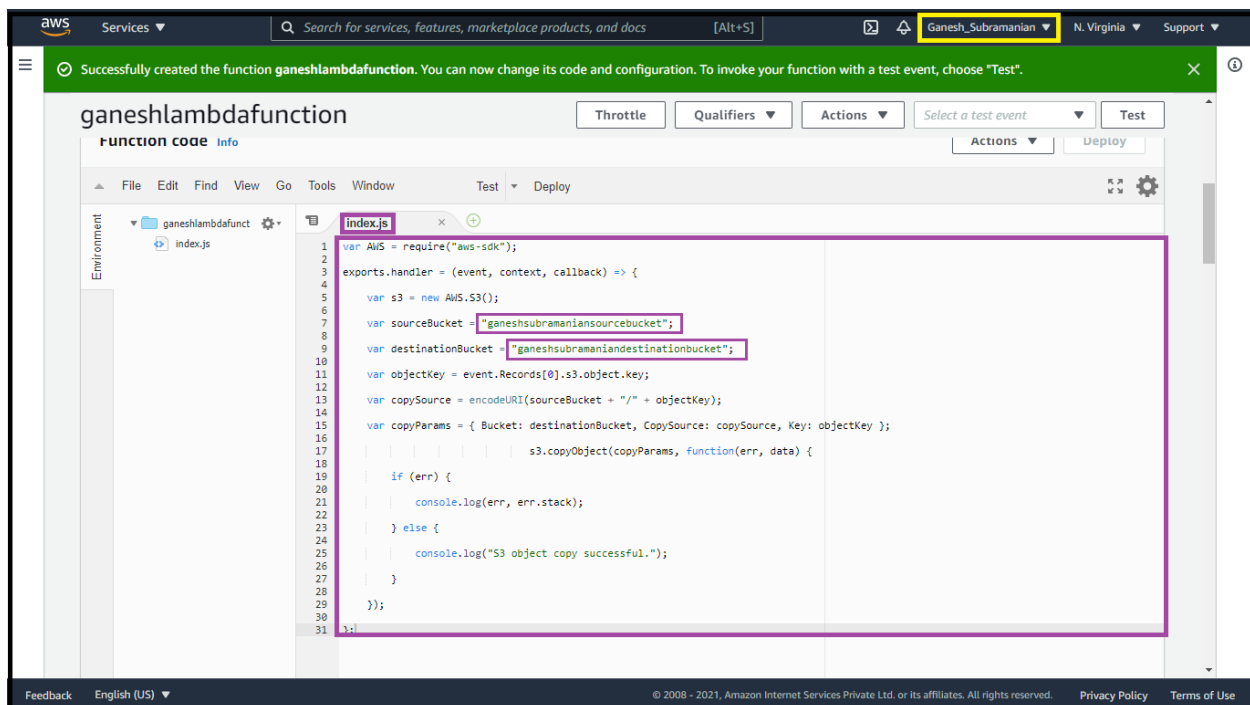 aws Services ▼ Search for services, features, marketplace products, and docs [Alt+S] Ganesh_Subramanian ▼ N. Virginia ▼ Support ▼
Successfully created the function ganeshlambdafunction. You can now change its code and configuration. To invoke your function with a test event, choose "Test".
ganeshlambdafunction Throttle Qualifiers ▼ Actions ▼ Select a test event ▼ Test
Function code Info Actions ▼ Deploy
File Edit Find View Go Tools Window Test Deploy
Environment
ganeshlambdafunct
index.js
index.js
1 var AWS = require("aws-sdk");
2
3 exports.handler = (event, context, callback) => {
4
5 var s3 = new AWS.S3();
6
7 var sourceBucket = "ganeshsubramaniansourcebucket";
8
9 var destinationBucket = "ganeshsubramaniandestinationbucket";
10
11 var objectKey = event.Records[0].s3.object.key;
12
13 var copySource = encodeURI(sourceBucket + "/" + objectKey);
14
15 var copyParams = { Bucket: destinationBucket, CopySource: copySource, Key: objectKey };
16
17 s3.copyObject(copyParams, function(err, data) {
18
19 if (err) {
20
21 console.log(err, err.stack);
22
23 } else {
24
25 console.log("S3 object copy successful.");
26
27 }
28
29 });
30
31 };
Feedback English (US) ▼ © 2008 - 2021, Amazon Internet Services Private Ltd. or its affiliates. All rights reserved. Privacy Policy Terms of Use